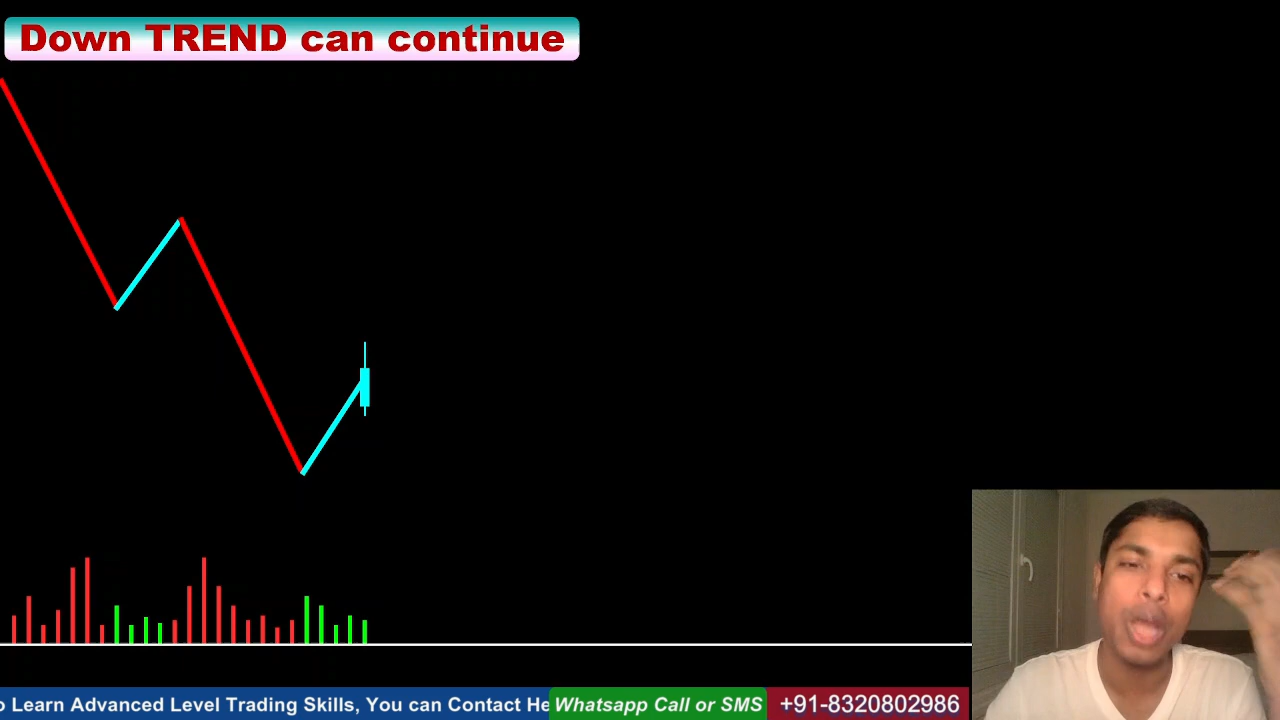 Down TREND can continue
o Learn Advanced Level Trading Skills, You can Contact He
Whatsapp Call or SMS
+91-8320802986